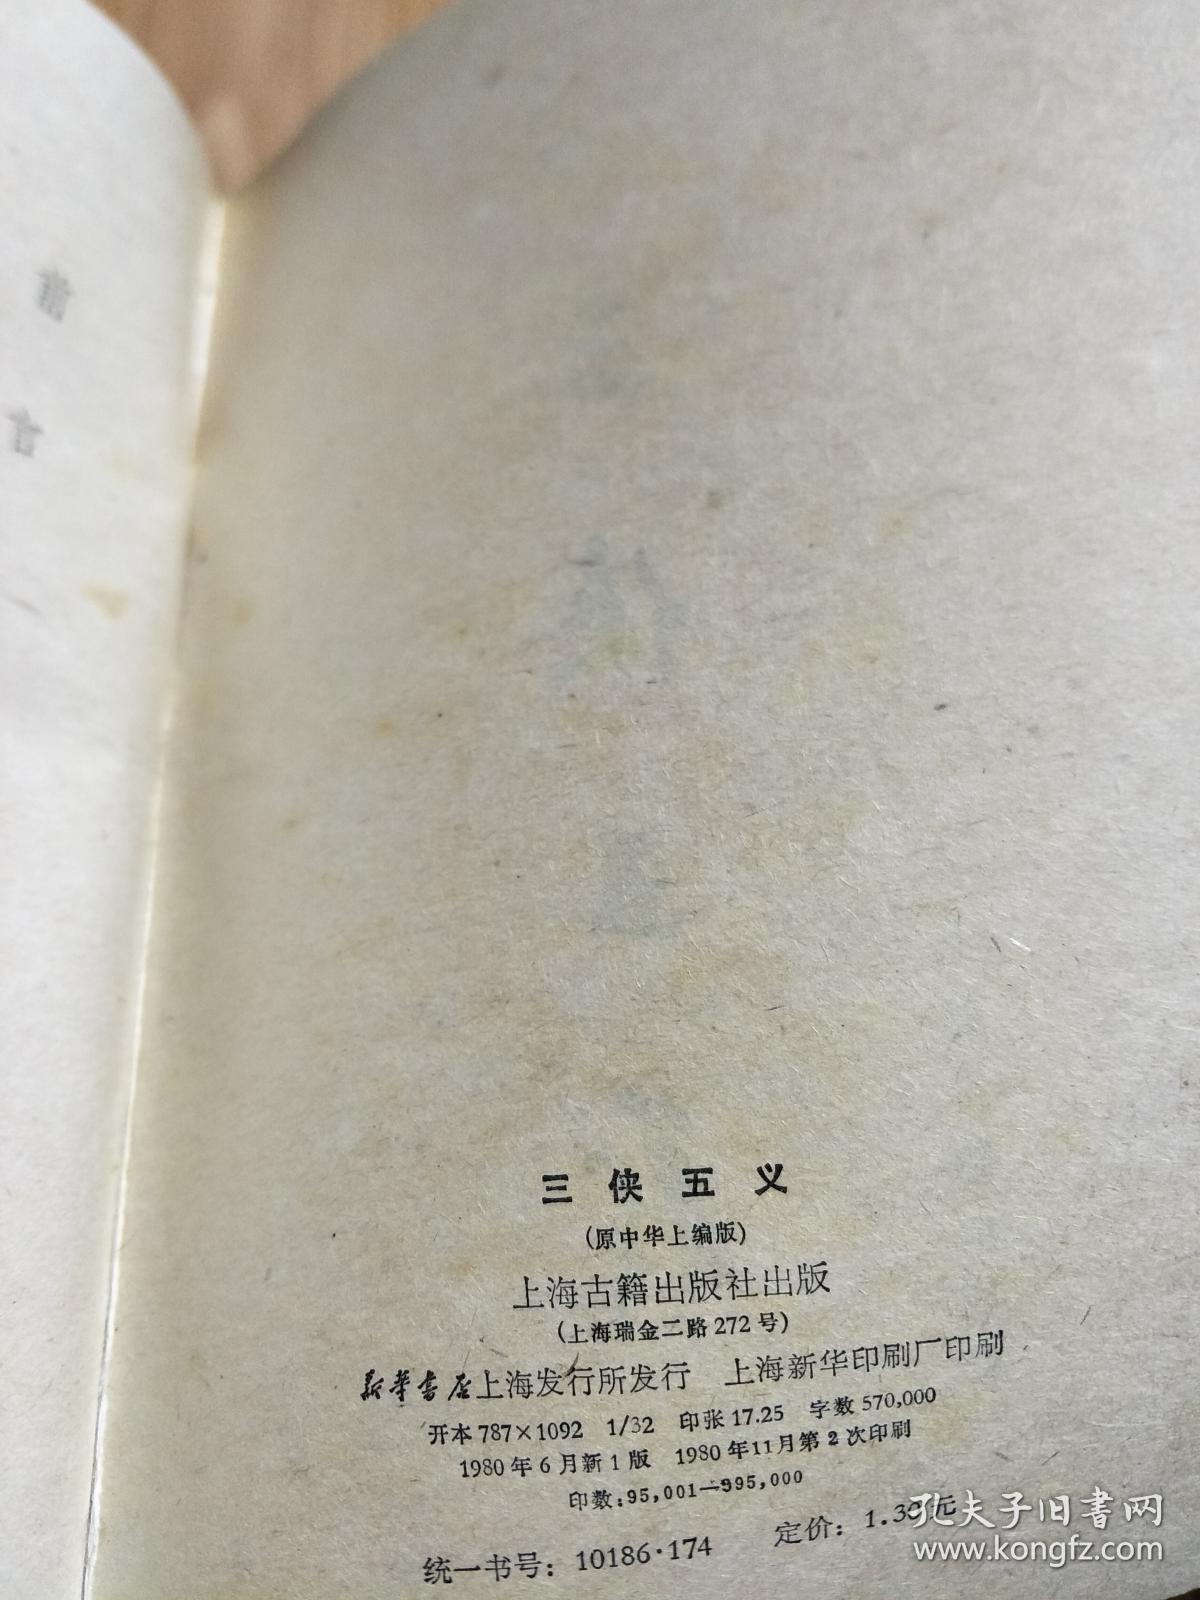 三侠五义
(原中华上编版)
上海古籍出版社出版
(上海瑞金二路272号)
新华书店上海发行所发行 上海新华印刷厂印刷
开本787×1092 1/32 印张17.25 字数570,000
1980年6月新1版 1980年11月第2次印刷
印数:95,001—395,000
统一书号:10186·174 定价:1.30元
孔夫子旧书网
www.kongfz.com